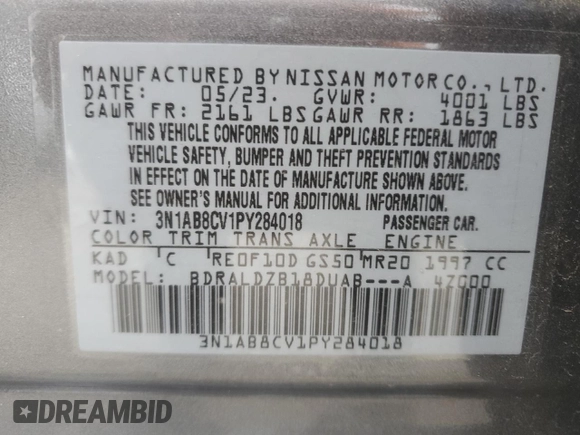 MANUFACTURED BY NISSAN MOTOR CO., LTD.
DATE: 05/23. GVWR: 4001 LBS
GAWR FR: 2161 LBS GAWR RR: 1863 LBS
THIS VEHICLE CONFORMS TO ALL APPLICABLE FEDERAL MOTOR
VEHICLE SAFETY, BUMPER AND THEFT PREVENTION STANDARDS
IN EFFECT ON THE DATE OF MANUFACTURE SHOWN ABOVE.
SEE OWNER'S MANUAL FOR ADDITIONAL INFORMATION.
VIN: 3N1AB8CV1PY284018 PASSENGER CAR.
COLOR TRIM TRANS AXLE ENGINE
KAD C RE0F10D GS50 MR20 1997 CC
MODEL: BDRALDZB18DUAB---A 4ZG00
3N1AB8CV1PY284018
DREAMBID